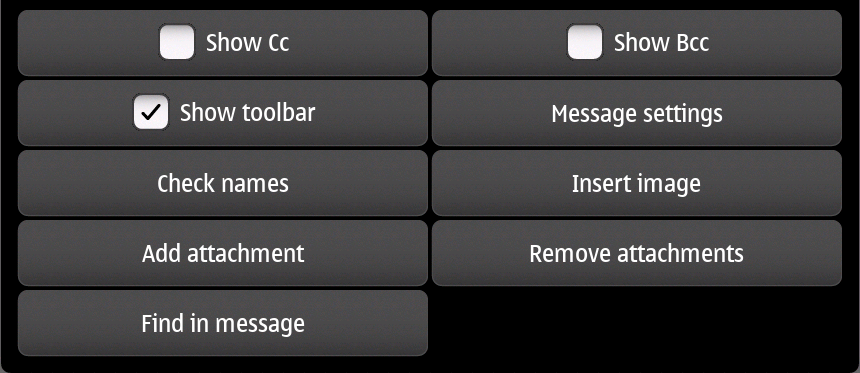 Show Cc
Show Bcc
Show toolbar
Message settings
Check names
Insert image
Add attachment
Remove attachments
Find in message